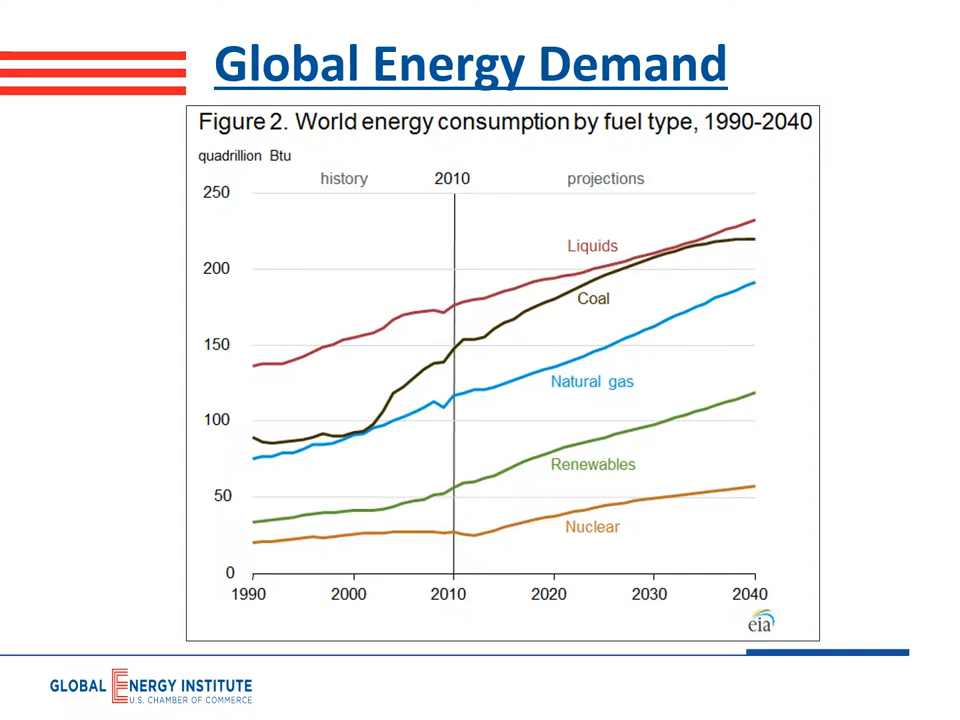 Global Energy Demand
Figure 2. World energy consumption by fuel type, 1990-2040
quadrillion Btu
history 2010 projections
250
Liquids
200
Coal
150
Natural gas
100
Renewables
50
Nuclear
0
1990 2000 2010 2020 2030 2040
eia
GLOBAL ENERGY INSTITUTE
U.S. CHAMBER OF COMMERCE